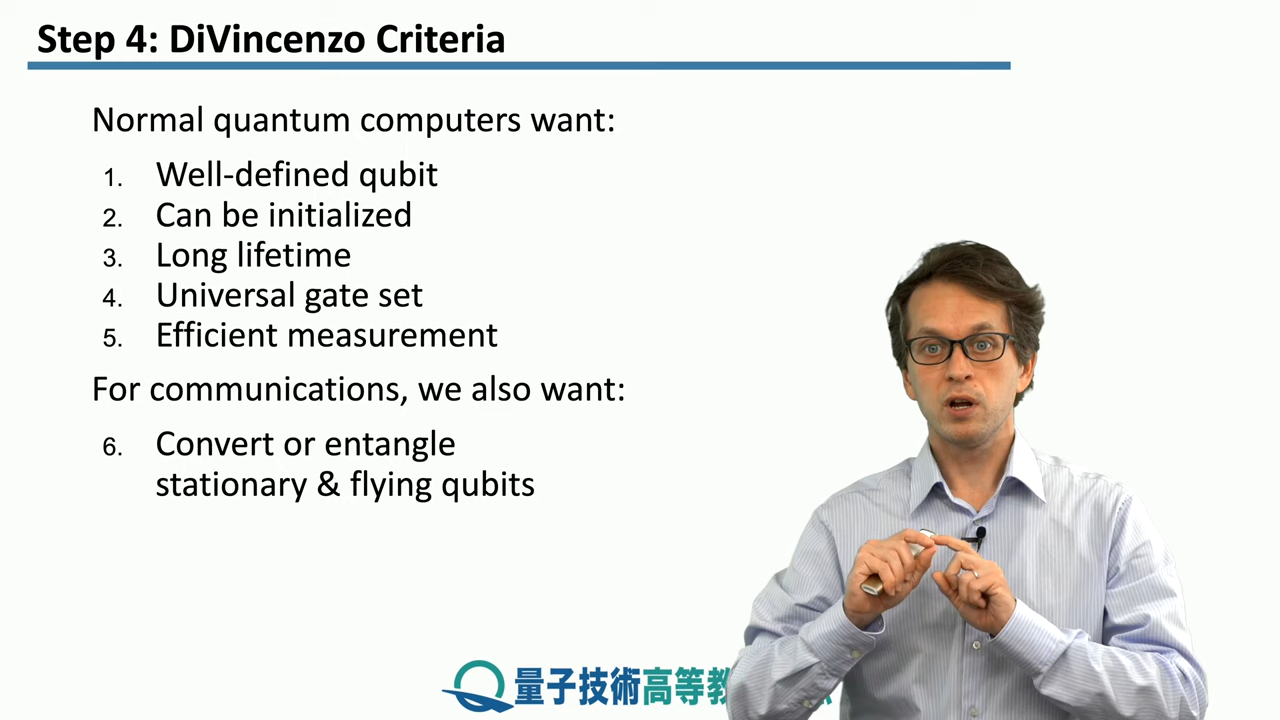 Step 4: DiVincenzo Criteria
Normal quantum computers want:
1. Well-defined qubit
2. Can be initialized
3. Long lifetime
4. Universal gate set
5. Efficient measurement
For communications, we also want:
6. Convert or entangle
stationary & flying qubits
量子技術高等教